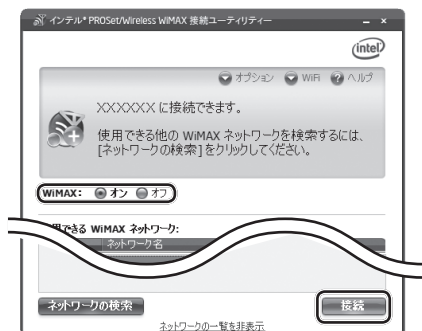 インテル® PROSet/Wireless WiMAX 接続ユーティリティー
intel
オプション WiFi ヘルプ
XXXXXX に接続できます。
使用できる他の WiMAX ネットワークを検索するには、
[ネットワークの検索] をクリックしてください。
WiMAX: オン オフ
用できる WiMAX ネットワーク:
ネットワーク名
ネットワークの検索 接続
ネットワークの一覧を非表示